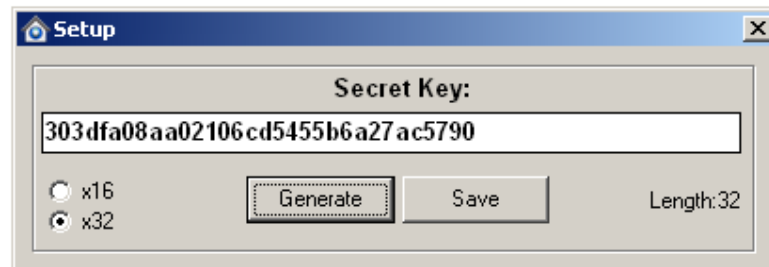 Setup
Secret Key:
303dfa08aa02106cd5455b6a27ac5790
x16
Generate
Save
Length:32
x32